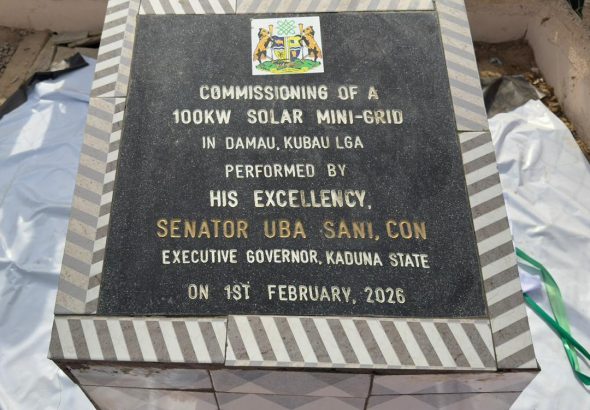 COMMISSIONING OF A
100KW SOLAR MINI-GRID
IN DAMAU, KUBAU LGA
PERFORMED BY
HIS EXCELLENCY,
SENATOR UBA SANI, CON
EXECUTIVE GOVERNOR, KADUNA STATE
ON 1ST FEBRUARY, 2026